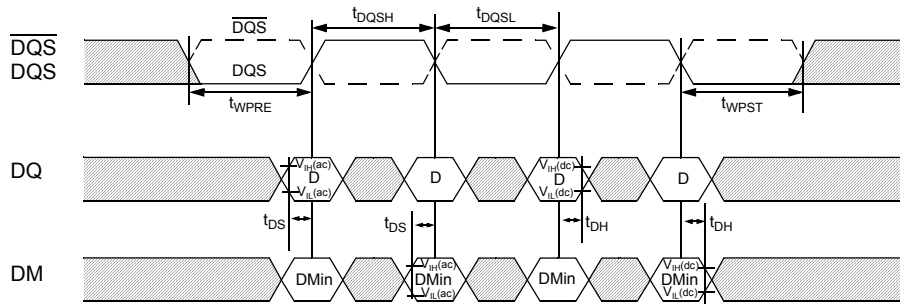 tDQSH tDQSL
DQS
DQS
DQS
DQS
tWPRE tWPST
VIH(ac) VIH(dc)
DQ D D D D
VIL(ac) VIL(dc)
tDS tDS tDH tDH
VIH(ac) VIH(dc)
DM DMin DMin DMin DMin
VIL(ac) VIL(dc)